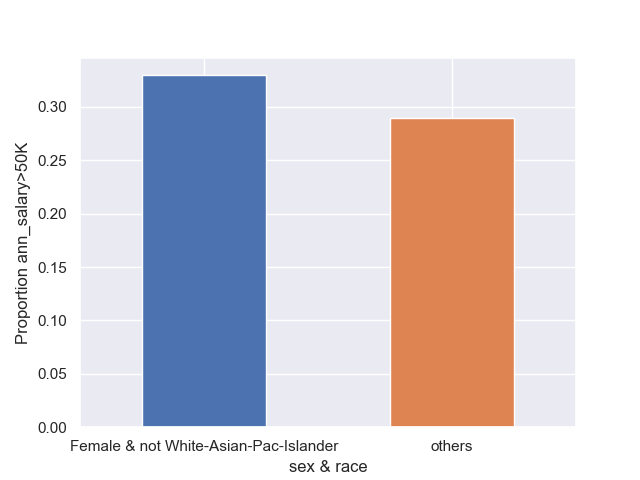 Proportion ann_salary>50K
0.30
0.25
0.20
0.15
0.10
0.05
0.00
Female & not White-Asian-Pac-Islander
others
sex & race